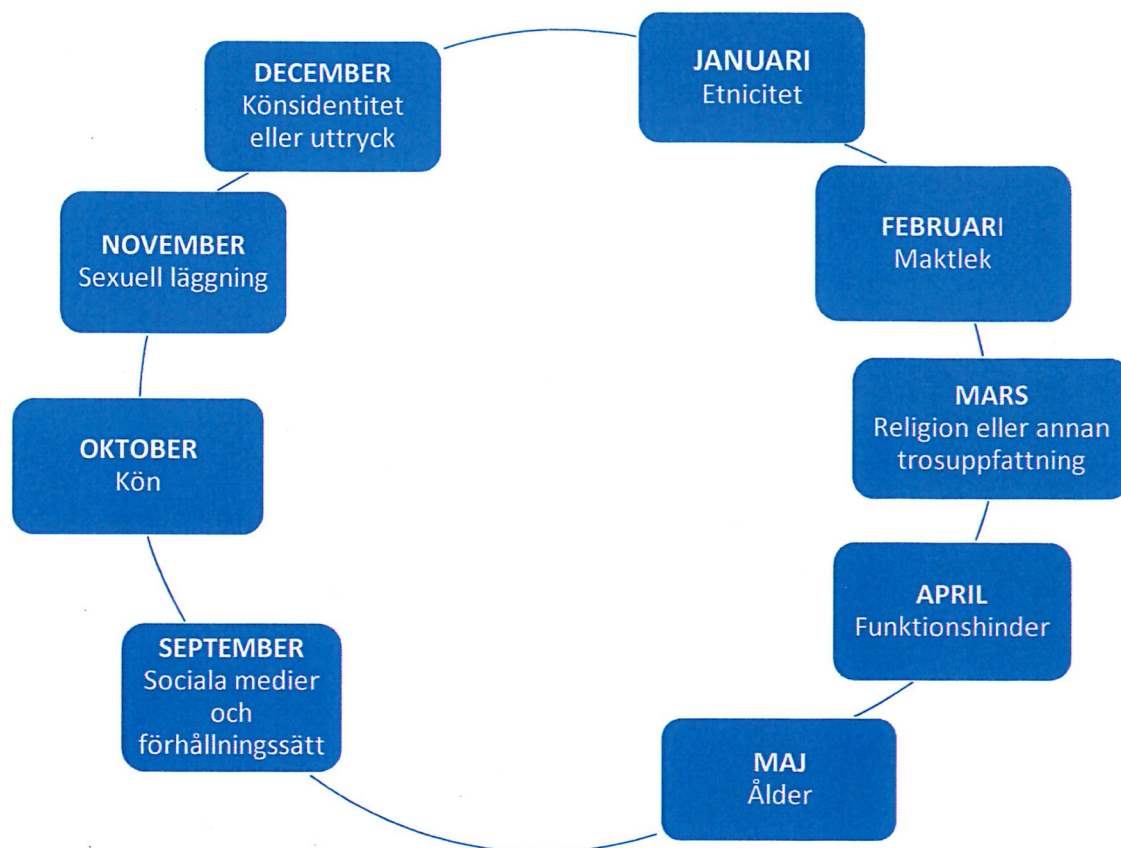 JANUARI
Etnicitet
FEBRUARI
Maktlek
MARS
Religion eller annan
trosuppfattning
APRIL
Funktionshinder
MAJ
Ålder
SEPTEMBER
Sociala medier
och
förhållningssätt
OKTOBER
Kön
NOVEMBER
Sexuell läggning
DECEMBER
Könsidentitet
eller uttryck